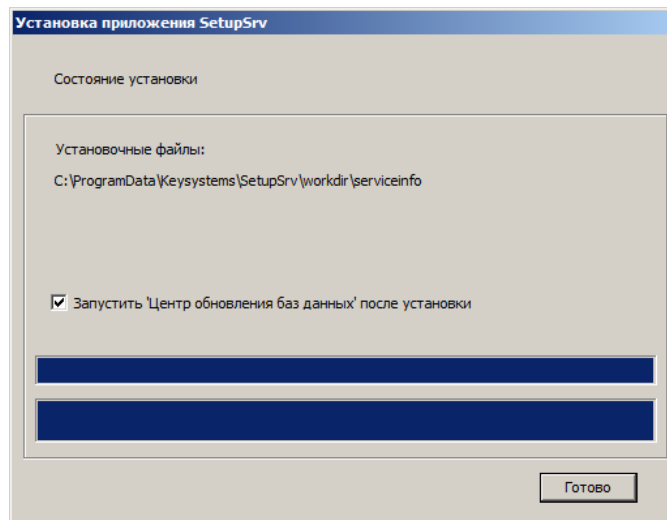 Установка приложения SetupSrv
Состояние установки
Установочные файлы:
C:\ProgramData\Keysystems\SetupSrv\workdir\serviceinfo
Запустить 'Центр обновления баз данных' после установки
Готово